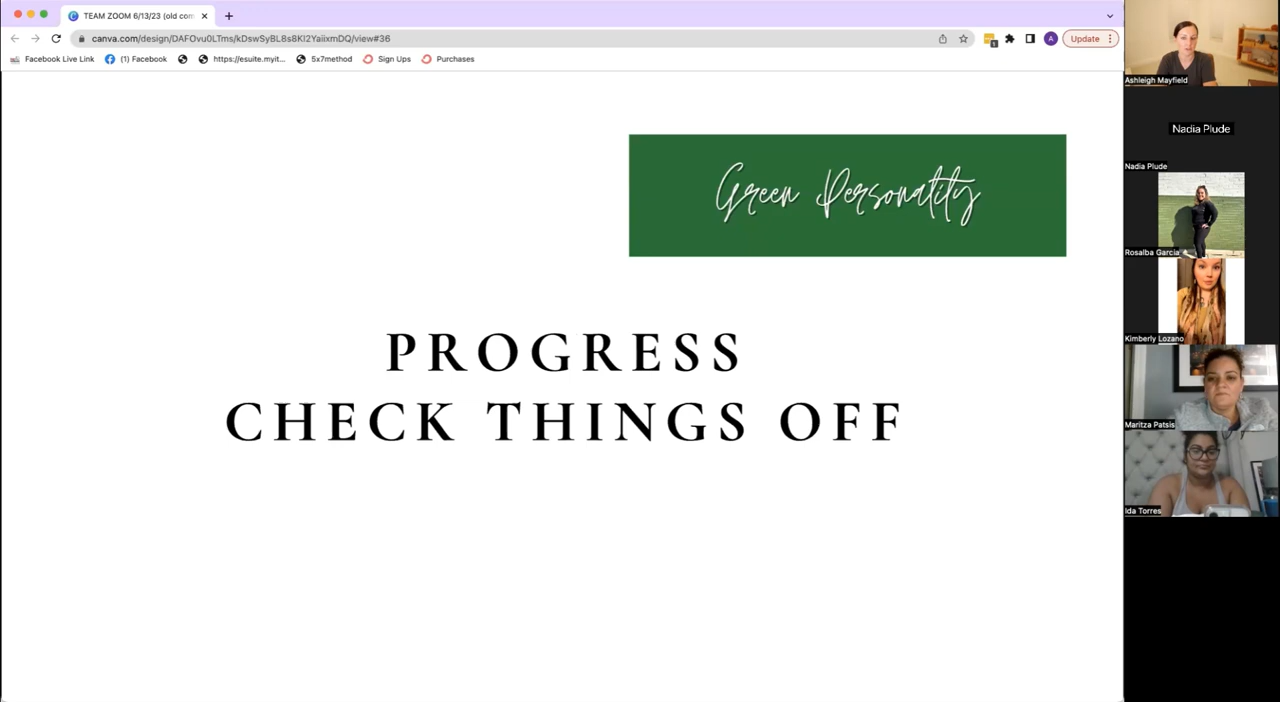 TEAM ZOOM 6/13/23 (old com
canva.com/design/DAFOvu0LTms/kDswSyBL8s8KI2YaiixmDQ/view#36
1
A
Update
Facebook Live Link
(1) Facebook
https://esuite.myit...
5x7method
Sign Ups
Purchases
Green Personality
PROGRESS
CHECK THINGS OFF
Ashleigh Mayfield
Nadia Plude
Nadia Plude
Rosalba Garcia
Kimberly Lozano
Maritza Patsis
Ida Torres